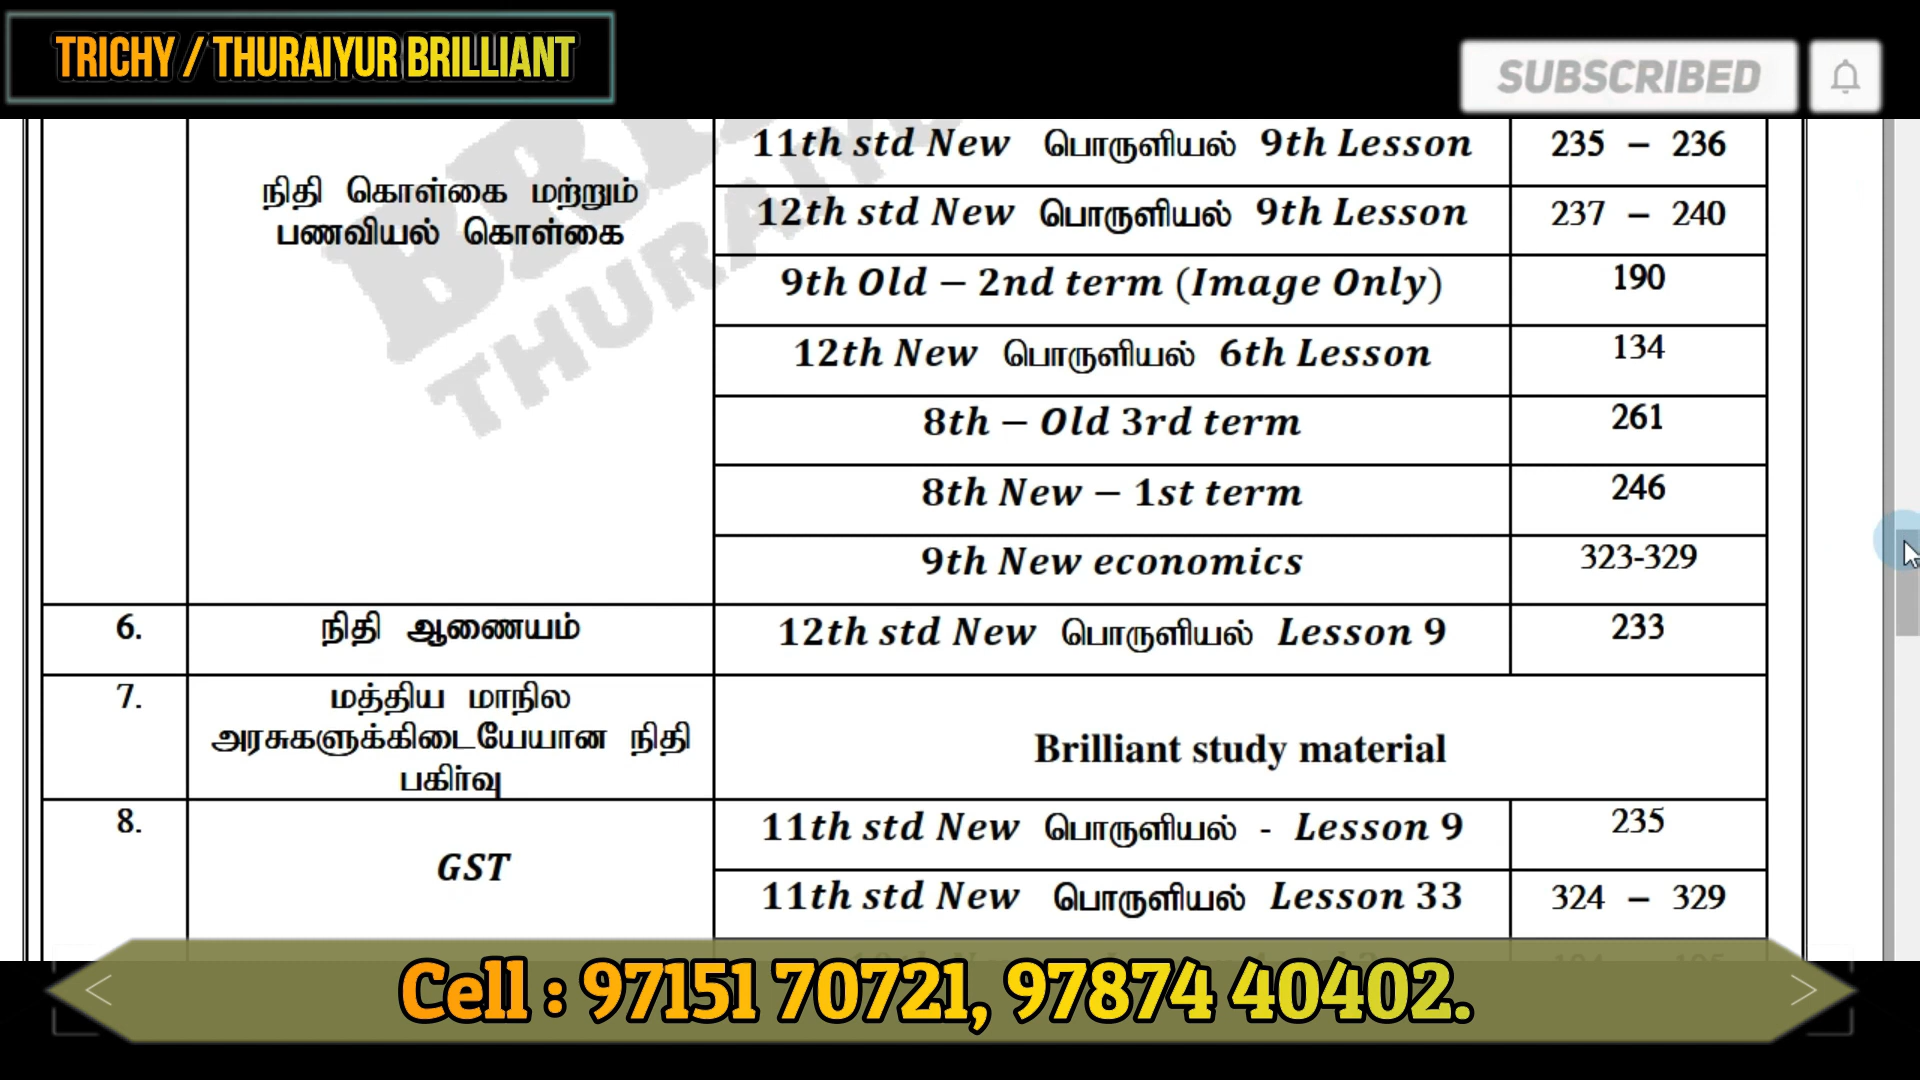 TRICHY / THURAIYUR BRILLIANT
SUBSCRIBED
11th std New பொருளியல் 9th Lesson 235 – 236
நிதி கொள்கை மற்றும்
பணவியல் கொள்கை
12th std New பொருளியல் 9th Lesson 237 – 240
9th Old – 2nd term (Image Only) 190
12th New பொருளியல் 6th Lesson 134
8th – Old 3rd term 261
8th New – 1st term 246
9th New economics 323-329
6. நிதி ஆணையம் 12th std New பொருளியல் Lesson 9 233
7. மத்திய மாநில
அரசுகளுக்கிடையேயான நிதி
பகிர்வு
Brilliant study material
8. GST
11th std New பொருளியல் - Lesson 9 235
11th std New பொருளியல் Lesson 33 324 – 329
Cell : 97151 70721, 97874 40402.